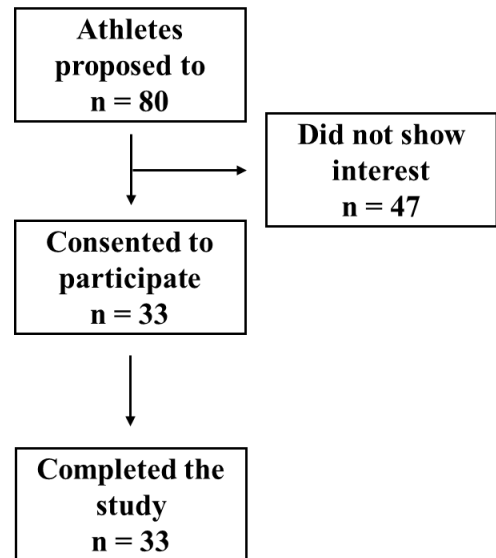 Athletes
proposed to
n = 80
Did not show
interest
n = 47
Consented to
participate
n = 33
Completed the
study
n = 33